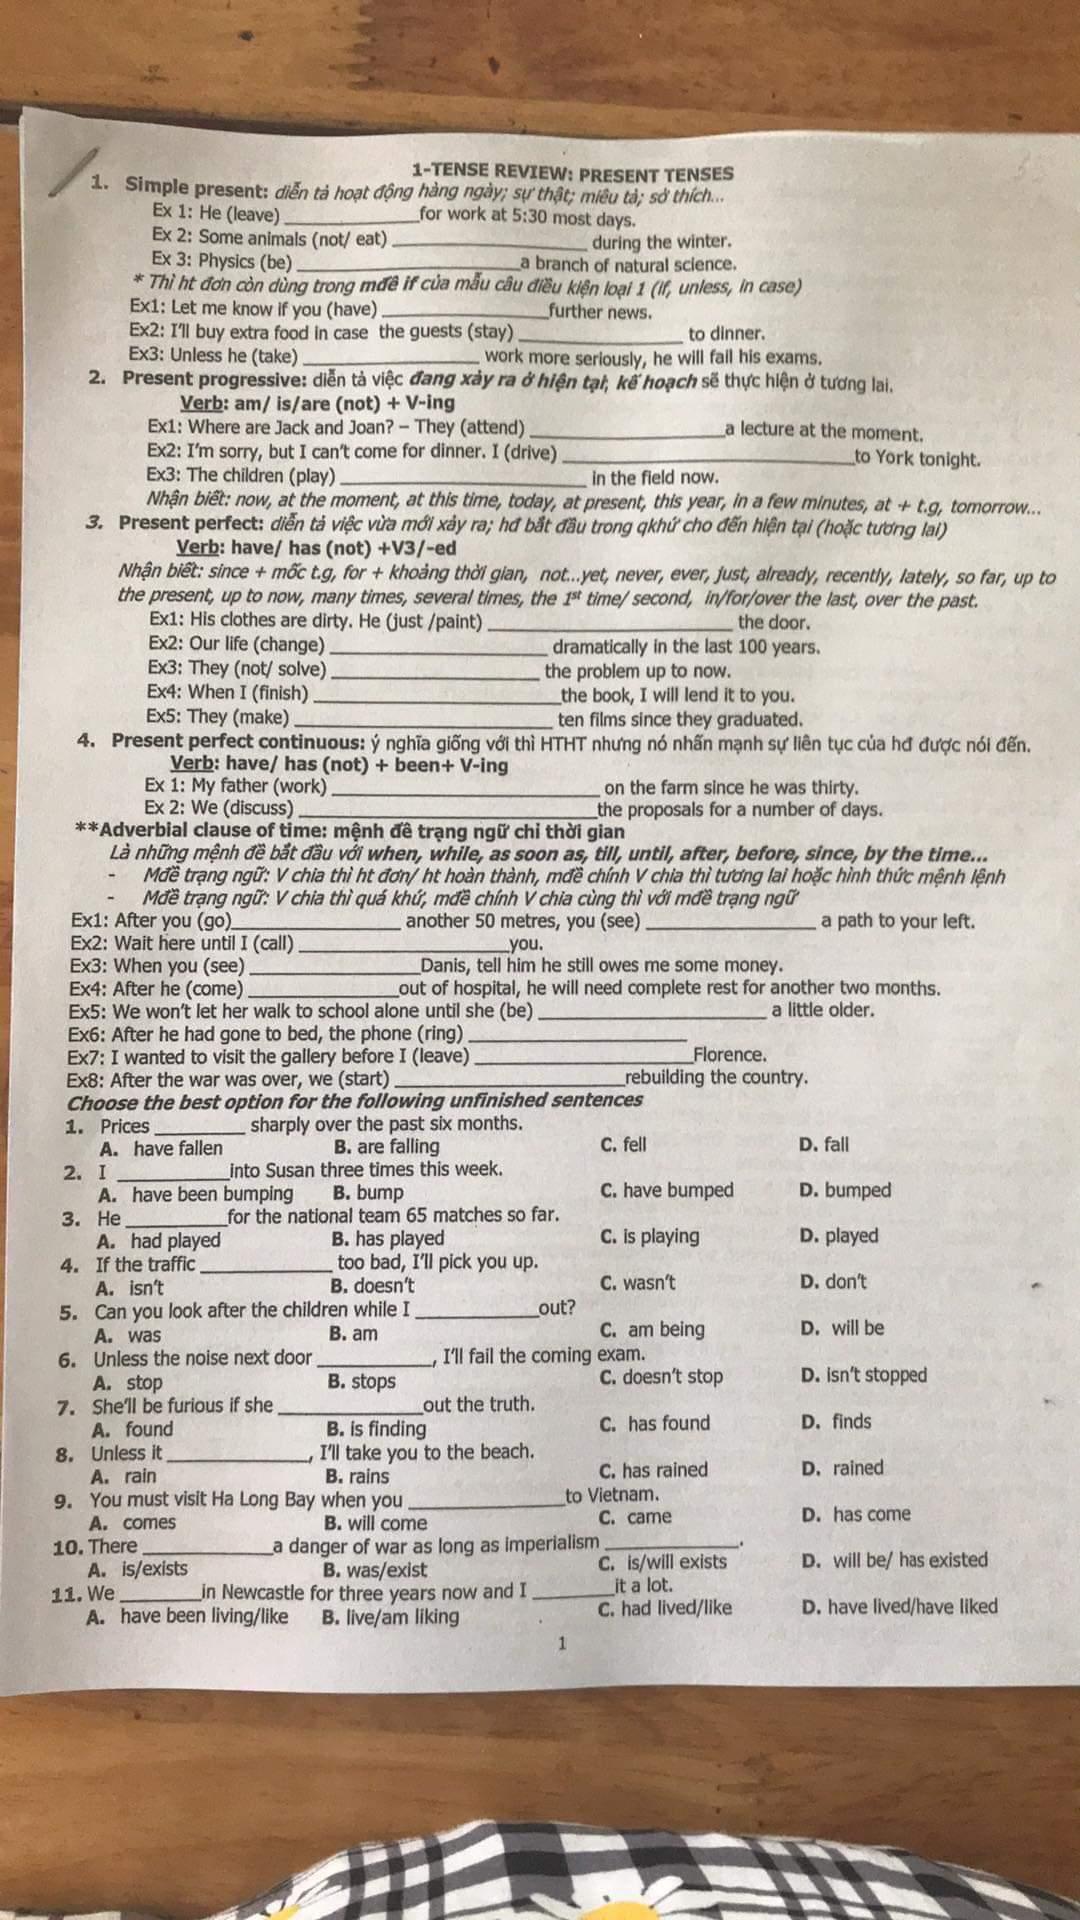 1-TENSE REVIEW: PRESENT TENSES
1. Simple present: diễn tả hoạt động hàng ngày; sự thật; miêu tả; sở thích...
Ex 1: He (leave) ____________for work at 5:30 most days.
Ex 2: Some animals (not/ eat) ____________ during the winter.
Ex 3: Physics (be) ____________a branch of natural science.
* Thì ht đơn còn dùng trong mđề if của mẫu câu điều kiện loại 1 (if, unless, in case)
Ex1: Let me know if you (have) ____________further news.
Ex2: I'll buy extra food in case the guests (stay) ____________ to dinner.
Ex3: Unless he (take) ____________ work more seriously, he will fail his exams.
2. Present progressive: diễn tả việc đang xảy ra ở hiện tại; kế hoạch sẽ thực hiện ở tương lai.
Verb: am/ is/are (not) + V-ing
Ex1: Where are Jack and Joan? – They (attend) ____________a lecture at the moment.
Ex2: I'm sorry, but I can't come for dinner. I (drive) ____________to York tonight.
Ex3: The children (play) ____________ in the field now.
Nhận biết: now, at the moment, at this time, today, at present, this year, in a few minutes, at + t.g, tomorrow...
3. Present perfect: diễn tả việc vừa mới xảy ra; hđ bắt đầu trong qkhứ cho đến hiện tại (hoặc tương lai)
Verb: have/ has (not) +V3/-ed
Nhận biết: since + mốc t.g, for + khoảng thời gian, not...yet, never, ever, just, already, recently, lately, so far, up to
the present, up to now, many times, several times, the 1st time/ second, in/for/over the last, over the past.
Ex1: His clothes are dirty. He (just /paint) ____________ the door.
Ex2: Our life (change) ____________ dramatically in the last 100 years.
Ex3: They (not/ solve) ____________ the problem up to now.
Ex4: When I (finish) ____________the book, I will lend it to you.
Ex5: They (make) ____________ ten films since they graduated.
4. Present perfect continuous: ý nghĩa giống với thì HTHT nhưng nó nhấn mạnh sự liên tục của hđ được nói đến.
Verb: have/ has (not) + been+ V-ing
Ex 1: My father (work) ____________ on the farm since he was thirty.
Ex 2: We (discuss) ____________the proposals for a number of days.
**Adverbial clause of time: mệnh đề trạng ngữ chỉ thời gian
Là những mệnh đề bắt đầu với when, while, as soon as, till, until, after, before, since, by the time...
- Mđề trạng ngữ: V chia thì ht đơn/ ht hoàn thành, mđề chính V chia thì tương lai hoặc hình thức mệnh lệnh
- Mđề trạng ngữ: V chia thì quá khứ, mđề chính V chia cùng thì với mđề trạng ngữ
Ex1: After you (go)____________ another 50 metres, you (see) ____________ a path to your left.
Ex2: Wait here until I (call) ____________you.
Ex3: When you (see) ____________Danis, tell him he still owes me some money.
Ex4: After he (come) ____________out of hospital, he will need complete rest for another two months.
Ex5: We won't let her walk to school alone until she (be) ____________ a little older.
Ex6: After he had gone to bed, the phone (ring) ____________
Ex7: I wanted to visit the gallery before I (leave) ____________Florence.
Ex8: After the war was over, we (start) ____________rebuilding the country.
Choose the best option for the following unfinished sentences
1. Prices ________ sharply over the past six months.
A. have fallen B. are falling C. fell D. fall
2. I ________into Susan three times this week.
A. have been bumping B. bump C. have bumped D. bumped
3. He ________for the national team 65 matches so far.
A. had played B. has played C. is playing D. played
4. If the traffic ________ too bad, I'll pick you up.
A. isn't B. doesn't C. wasn't D. don't
5. Can you look after the children while I ________out?
A. was B. am C. am being D. will be
6. Unless the noise next door ________, I'll fail the coming exam.
A. stop B. stops C. doesn't stop D. isn't stopped
7. She'll be furious if she ________out the truth.
A. found B. is finding C. has found D. finds
8. Unless it ________, I'll take you to the beach.
A. rain B. rains C. has rained D. rained
9. You must visit Ha Long Bay when you ________to Vietnam.
A. comes B. will come C. came D. has come
10. There ________a danger of war as long as imperialism ________.
A. is/exists B. was/exist C. is/will exists D. will be/ has existed
11. We ________in Newcastle for three years now and I ________it a lot.
A. have been living/like B. live/am liking C. had lived/like D. have lived/have liked
1